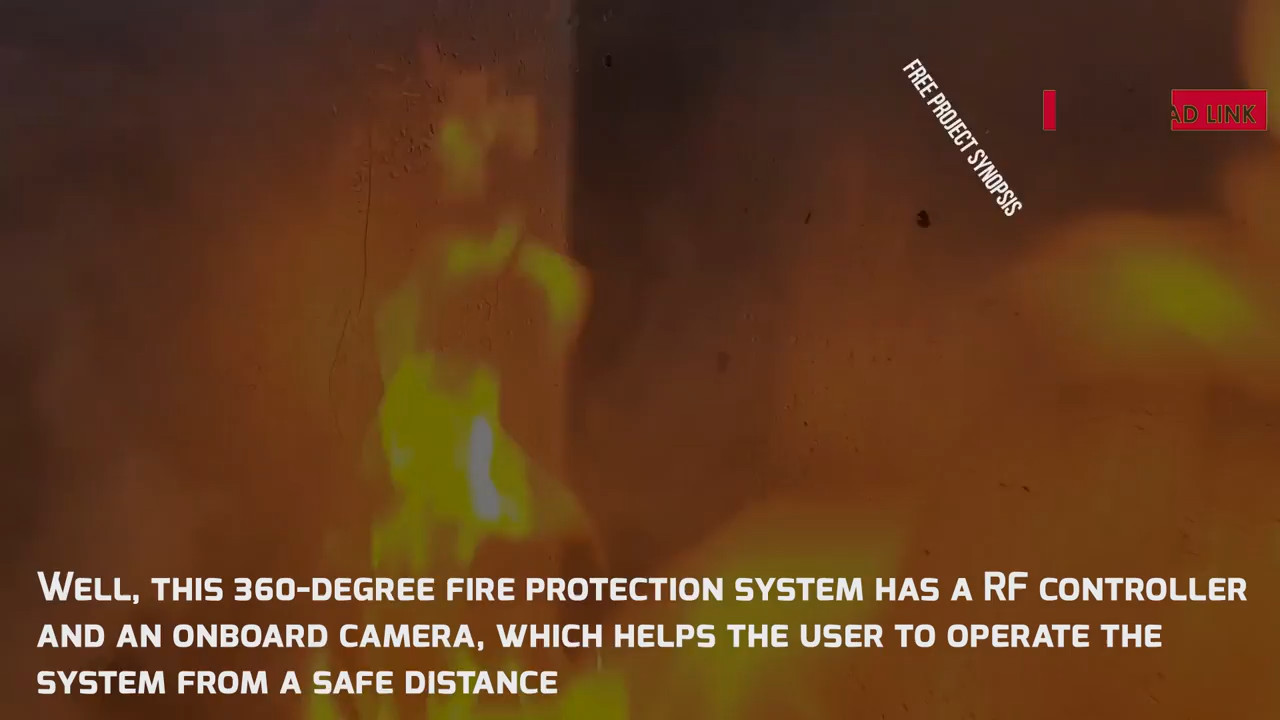 FREE PROJECT SYNOPSIS
LINK
Well, this 360-degree fire protection system has a RF controller
and an onboard camera, which helps the user to operate the
system from a safe distance